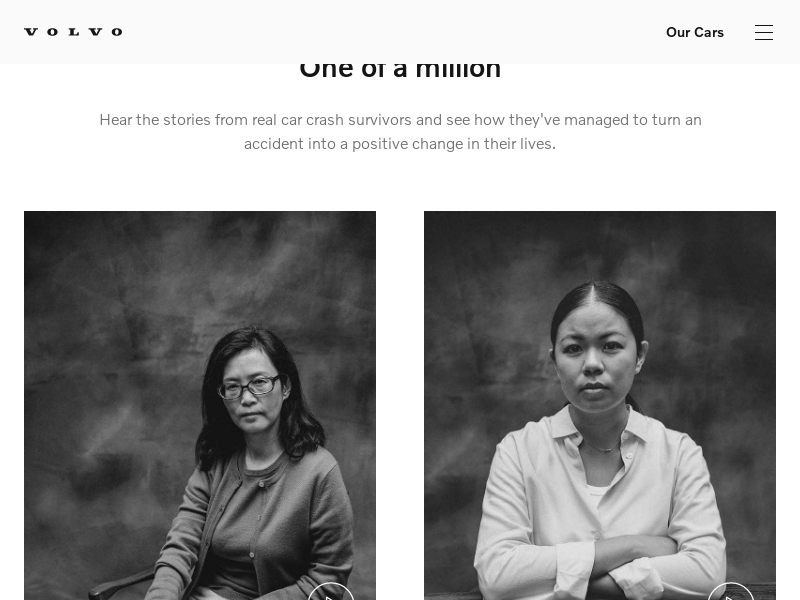 VOLVO
Our Cars
One of a million
Hear the stories from real car crash survivors and see how they've managed to turn an
accident into a positive change in their lives.